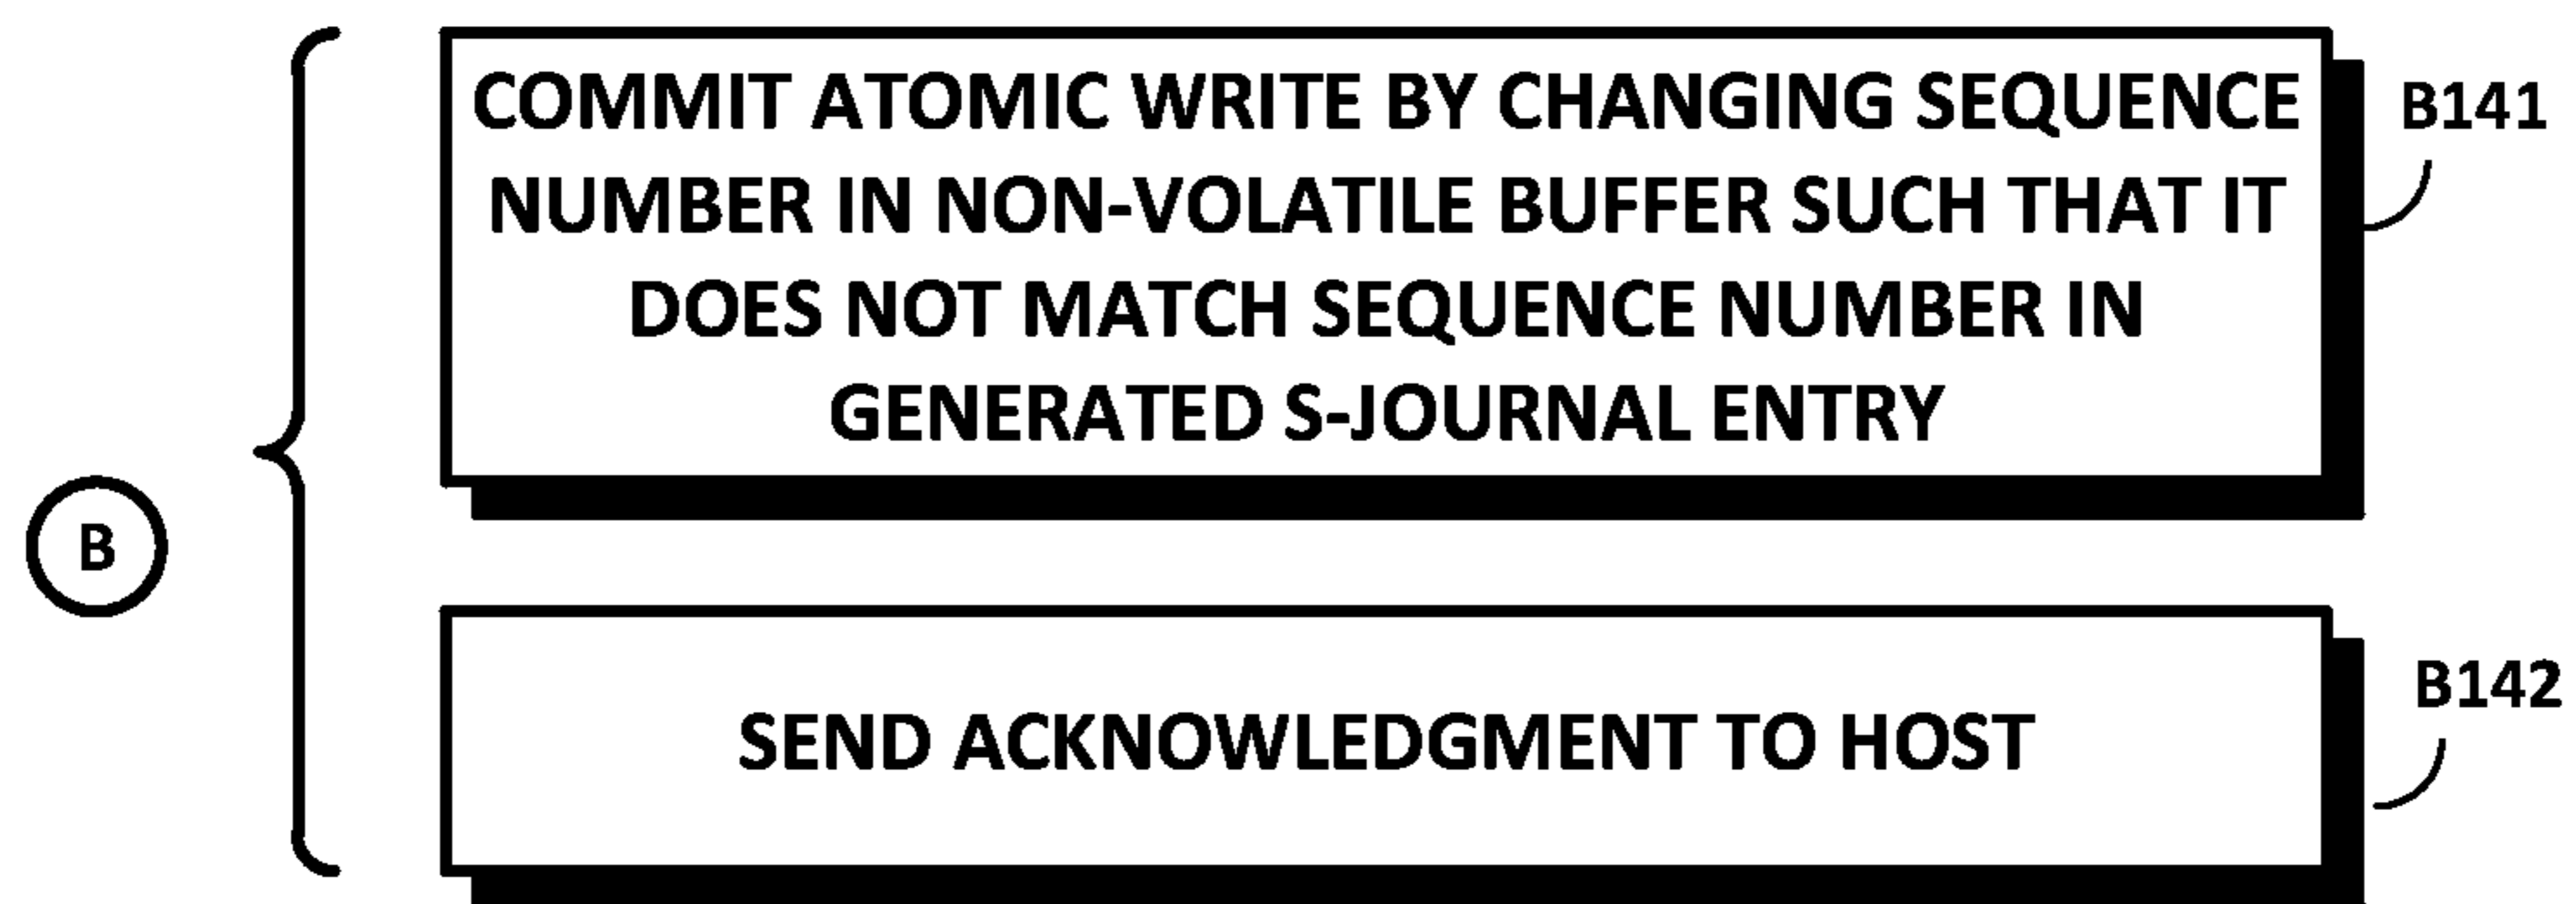 COMMIT ATOMIC WRITE BY CHANGING SEQUENCE
NUMBER IN NON-VOLATILE BUFFER SUCH THAT IT
DOES NOT MATCH SEQUENCE NUMBER IN
GENERATED S-JOURNAL ENTRY
B141
B
SEND ACKNOWLEDGMENT TO HOST
B142